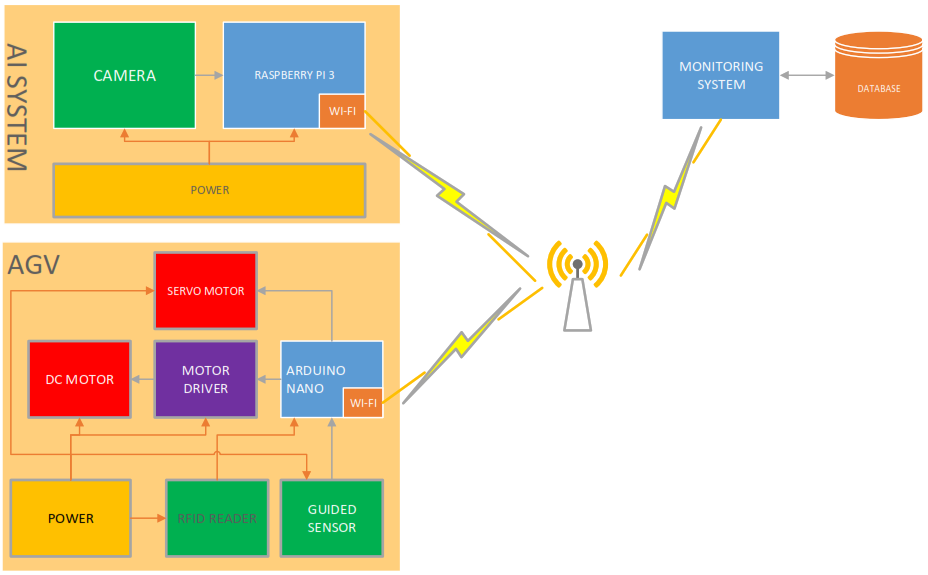 AI SYSTEM
CAMERA
RASPBERRY PI 3
WI-FI
POWER
MONITORING
SYSTEM
DATABASE
AGV
SERVO MOTOR
DC MOTOR
MOTOR
DRIVER
ARDUINO
NANO
WI-FI
POWER
RFID READER
GUIDED
SENSOR